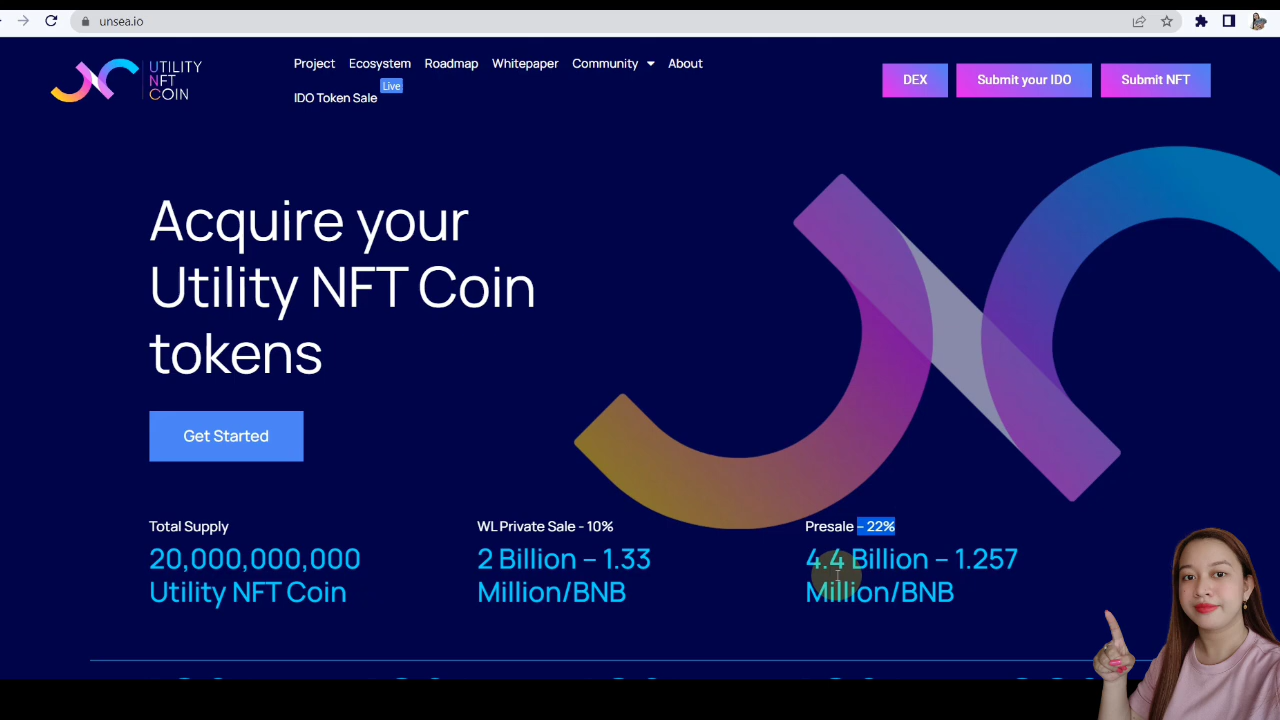 unsea.io
UTILITY
NFT
COIN
Project Ecosystem Roadmap Whitepaper Community About
IDO Token Sale Live
DEX Submit your IDO Submit NFT
Acquire your
Utility NFT Coin
tokens
Get Started
Total Supply
20,000,000,000
Utility NFT Coin
WL Private Sale - 10%
2 Billion – 1.33
Million/BNB
Presale – 22%
4.4 Billion – 1.257
Million/BNB